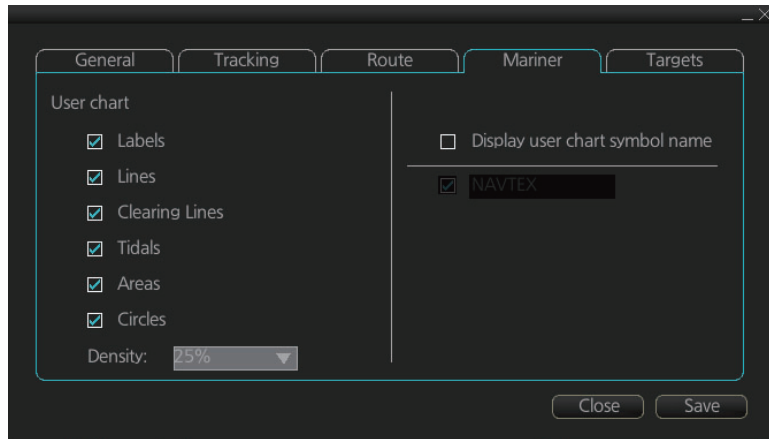 General Tracking Route Mariner Targets
User chart
Labels
Lines
Clearing Lines
Tidals
Areas
Circles
Density: 25%
Display user chart symbol name
NAVTEX
Close Save